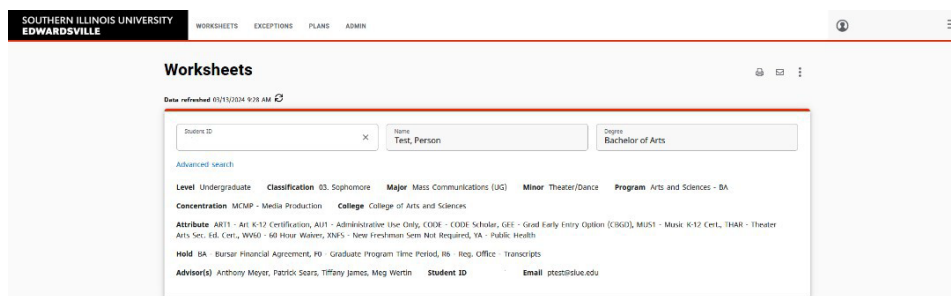 SOUTHERN ILLINOIS UNIVERSITY
EDWARDSVILLE
WORKSHEETS EXCEPTIONS PLANS ADMIN
Worksheets
Data refreshed 03/13/2024 9:28 AM
Student ID
Name
Test, Person
Degree
Bachelor of Arts
Advanced search
Level Undergraduate Classification 03. Sophomore Major Mass Communications (UG) Minor Theater/Dance Program Arts and Sciences - BA
Concentration MCMP - Media Production College College of Arts and Sciences
Attribute ART1 - Art K-12 Certification, AU1 - Administrative Use Only, CODE - CODE Scholar, GEE - Grad Early Entry Option (CBGD), MUS1 - Music K-12 Cert., THAR - Theater
Arts Sec. Ed. Cert., WV60 - 60 Hour Waiver, XNFS - New Freshman Sem Not Required, YA - Public Health
Hold BA - Bursar Financial Agreement, F0 - Graduate Program Time Period, R6 - Reg. Office - Transcripts
Advisor(s) Anthony Meyer, Patrick Sears, Tiffany James, Meg Wertin Student ID Email ptest@siue.edu